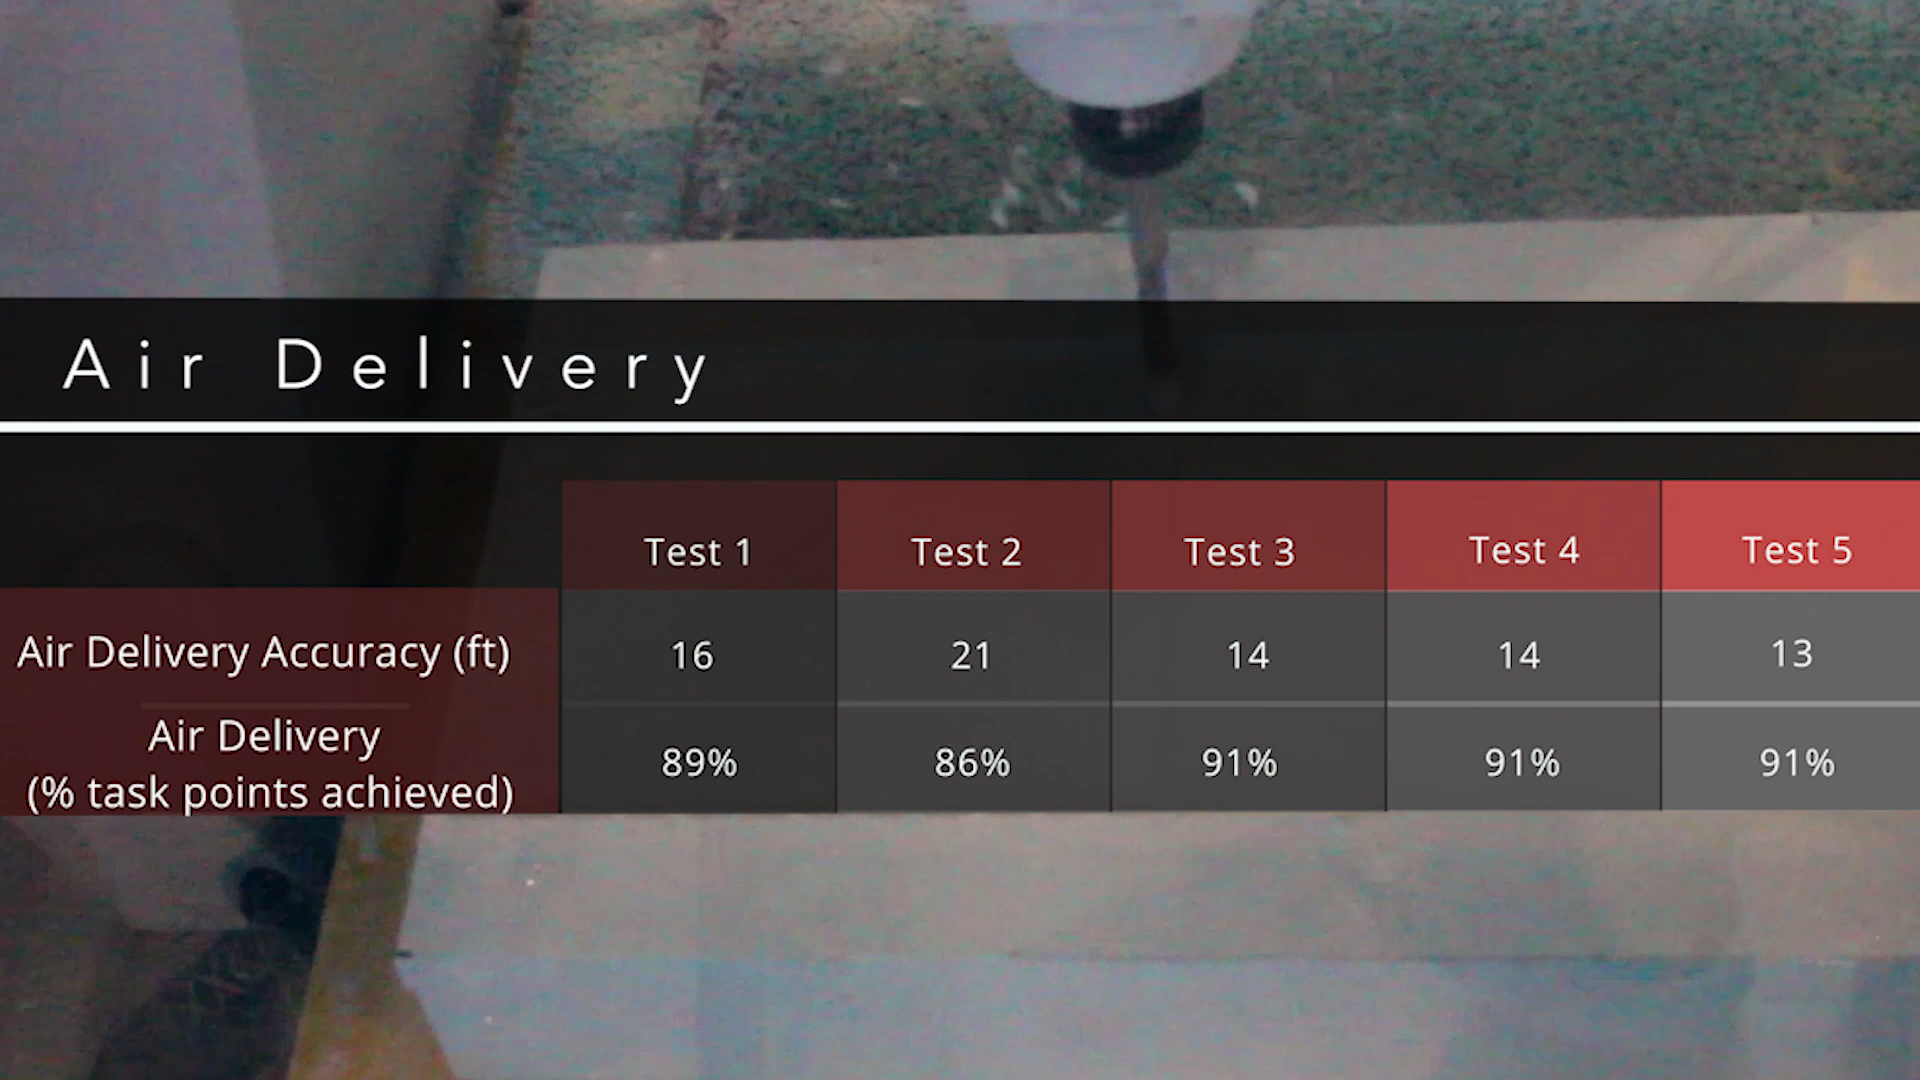 Air Delivery
Test 1 Test 2 Test 3 Test 4 Test 5
Air Delivery Accuracy (ft) 16 21 14 14 13
Air Delivery
(% task points achieved) 89% 86% 91% 91% 91%